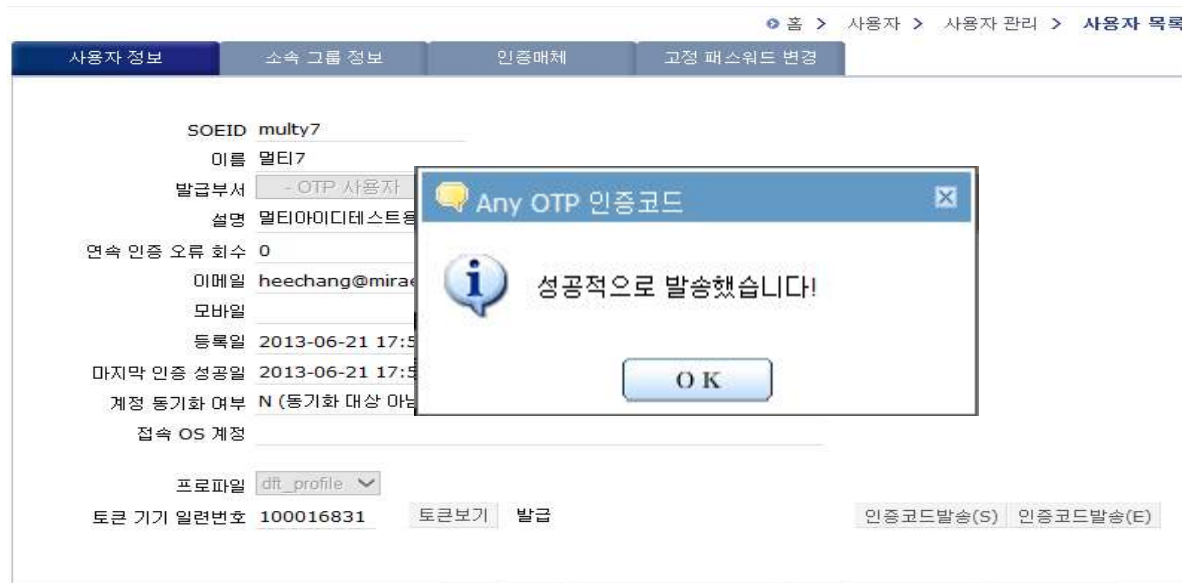 홈 > 사용자 > 사용자 관리 > 사용자 목록
사용자 정보 소속 그룹 정보 인증매체 고정 패스워드 변경
SOEID multy7
이름 멀티7
발급부서 - OTP 사용자
설명 멀티아이디테스트용
연속 인증 오류 회수 0
이메일 heechang@mirae
모바일
등록일 2013-06-21 17:5
마지막 인증 성공일 2013-06-21 17:5
계정 동기화 여부 N (동기화 대상 아님
접속 OS 계정
Any OTP 인증코드
성공적으로 발송했습니다!
OK
프로파일 dft_profile
토큰 기기 일련번호 100016831 토큰보기 발급 인증코드발송(S) 인증코드발송(E)